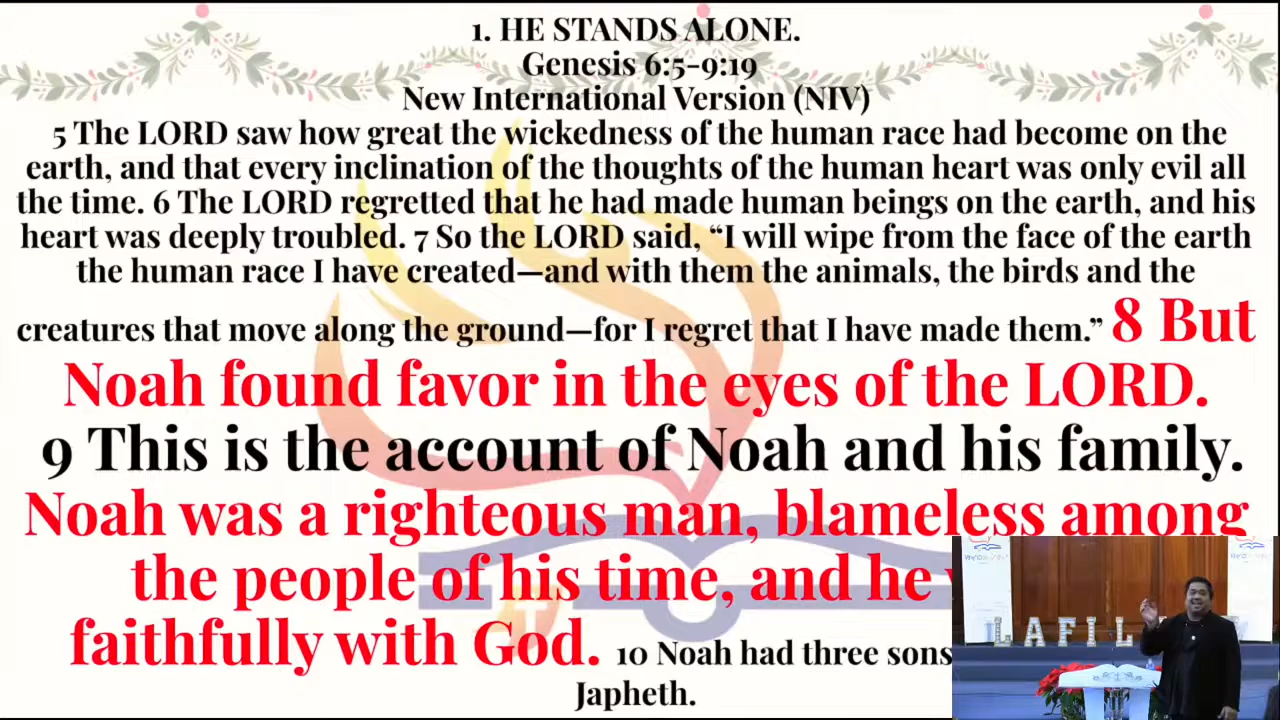 1. HE STANDS ALONE.
Genesis 6:5-9:19
New International Version (NIV)
5 The LORD saw how great the wickedness of the human race had become on the
earth, and that every inclination of the thoughts of the human heart was only evil all
the time. 6 The LORD regretted that he had made human beings on the earth, and his
heart was deeply troubled. 7 So the LORD said, “I will wipe from the face of the earth
the human race I have created—and with them the animals, the birds and the
creatures that move along the ground—for I regret that I have made them.” 8 But
Noah found favor in the eyes of the LORD.
9 This is the account of Noah and his family.
Noah was a righteous man, blameless among
the people of his time, and he
faithfully with God. 10 Noah had three sons
Japheth.
LAFIL